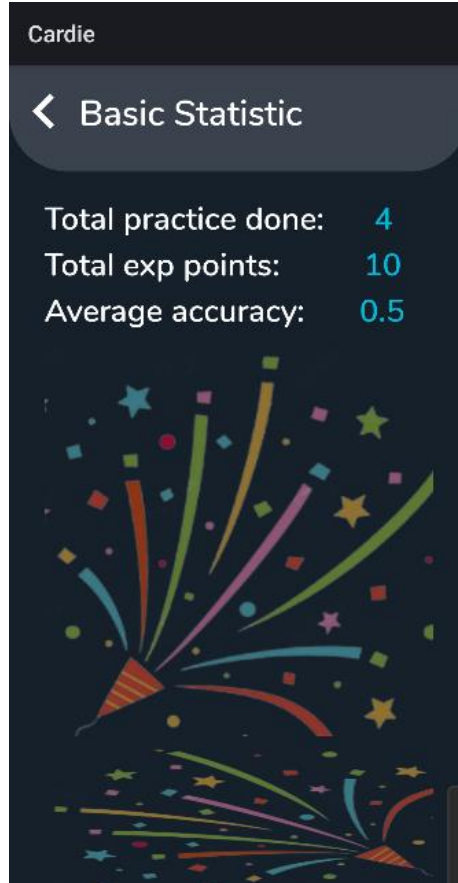 Cardie
Basic Statistic
Total practice done: 4
Total exp points: 10
Average accuracy: 0.5